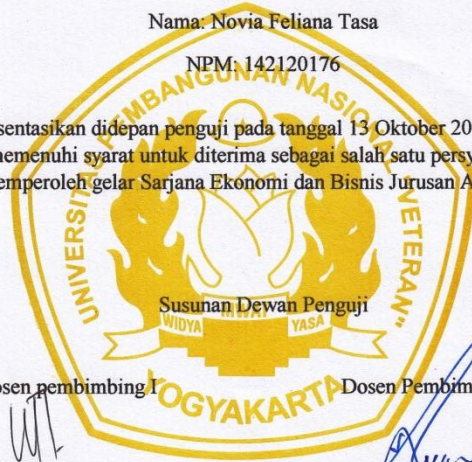 Nama: Novia Feliana Tasa
NPM: 142120176
sentasikan didepan penguji pada tanggal 13 Oktober 20
nemenuhi syarat untuk diterima sebagai salah satu persy
emperoleh gelar Sarjana Ekonomi dan Bisnis Jurusan A
UNIVERSITAS PEMBANGUNAN NASIONAL "VETERAN"
Susunan Dewan Penguji
WIDYA MWAT YASA
YOGYAKARTA
osen pembimbing I Dosen Pembim